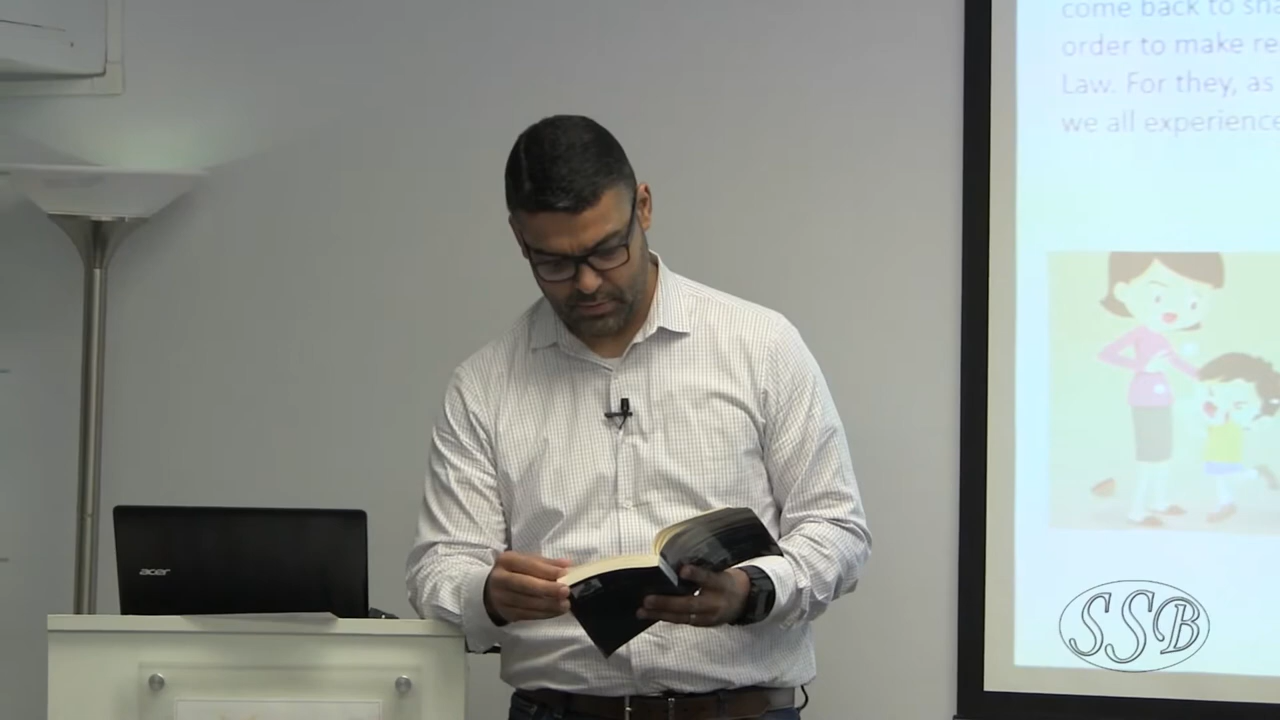 come back to sha
order to make re
Law. For they, as
we all experience
acer
SSB